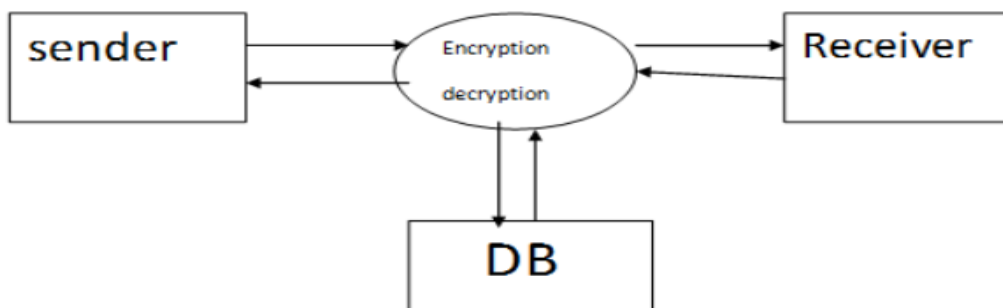 sender
Encryption
decryption
Receiver
DB